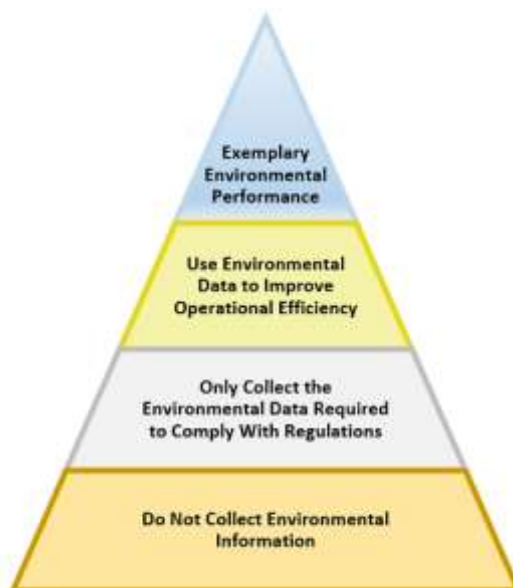 Exemplary
Environmental
Performance
Use Environmental
Data to Improve
Operational Efficiency
Only Collect the
Environmental Data Required
to Comply With Regulations
Do Not Collect Environmental
Information